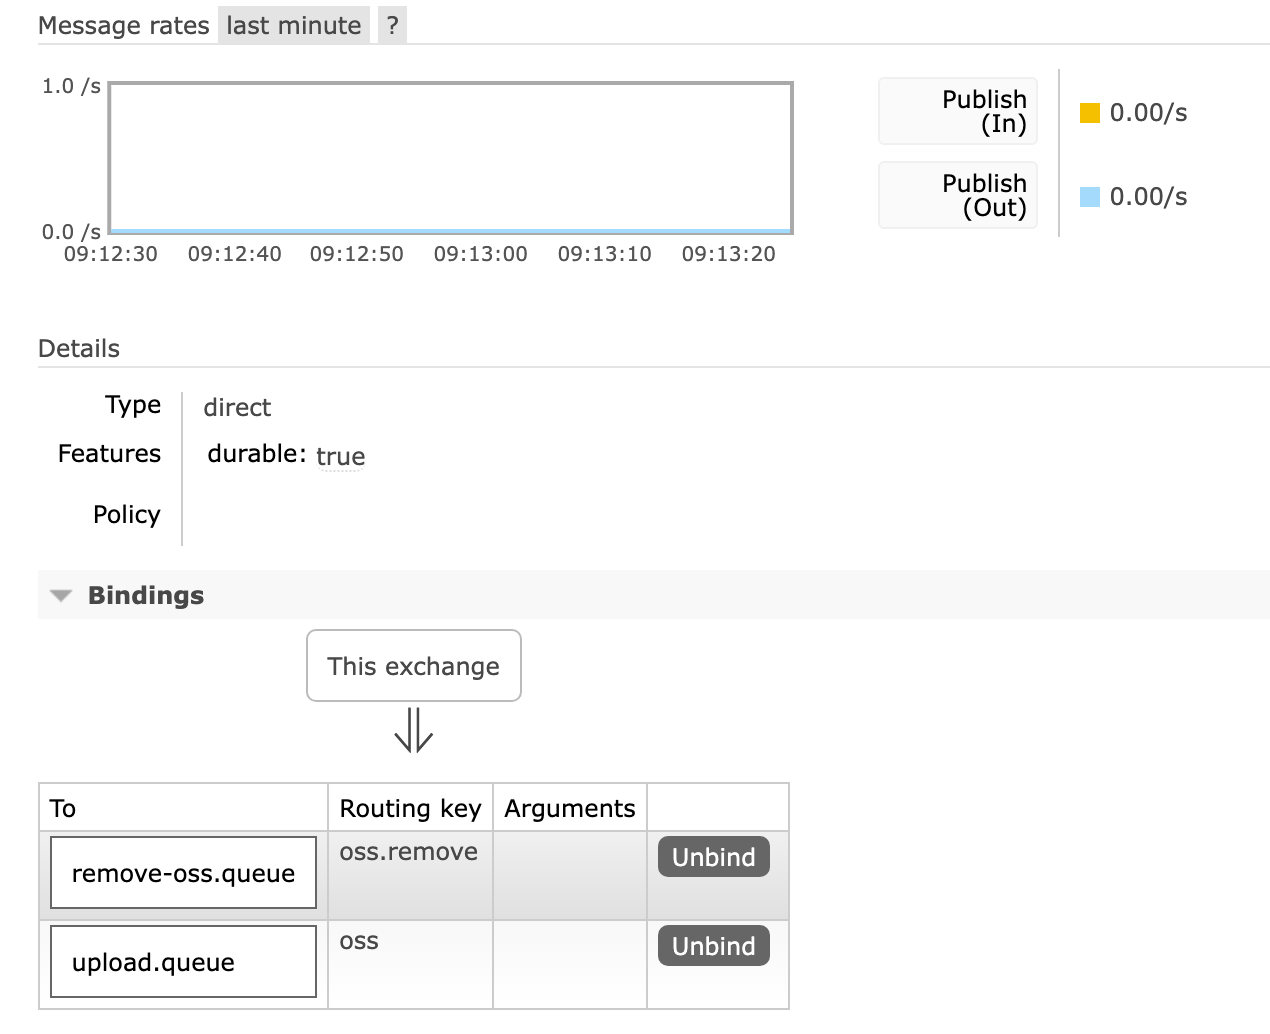 Message rates last minute ?
1.0 /s
0.0 /s
09:12:30 09:12:40 09:12:50 09:13:00 09:13:10 09:13:20
Publish
(In)
0.00/s
Publish
(Out)
0.00/s
Details
Type direct
Features durable: true
Policy
Bindings
This exchange
To Routing key Arguments
remove-oss.queue oss.remove Unbind
upload.queue oss Unbind